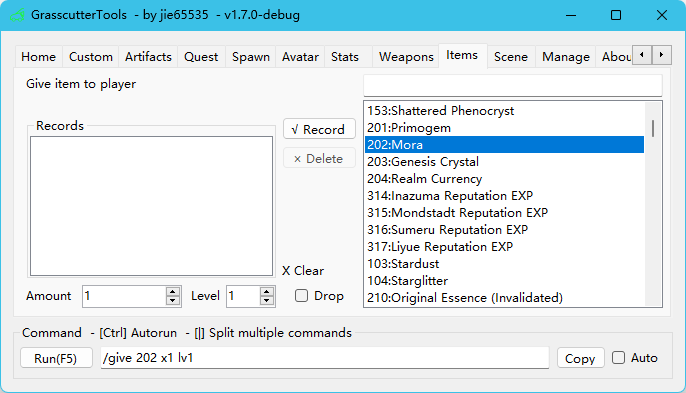 GrasscutterTools - by jie65535 - v1.7.0-debug
Home Custom Artifacts Quest Spawn Avatar Stats Weapons Items Scene Manage Abou
Give item to player
Records
√ Record
× Delete
X Clear
Amount 1 Level 1 Drop
153:Shattered Phenocryst
201:Primogem
202:Mora
203:Genesis Crystal
204:Realm Currency
314:Inazuma Reputation EXP
315:Mondstadt Reputation EXP
316:Sumeru Reputation EXP
317:Liyue Reputation EXP
103:Stardust
104:Starglitter
210:Original Essence (Invalidated)
Command - [Ctrl] Autorun - [|] Split multiple commands
Run(F5) /give 202 x1 lv1 Copy Auto